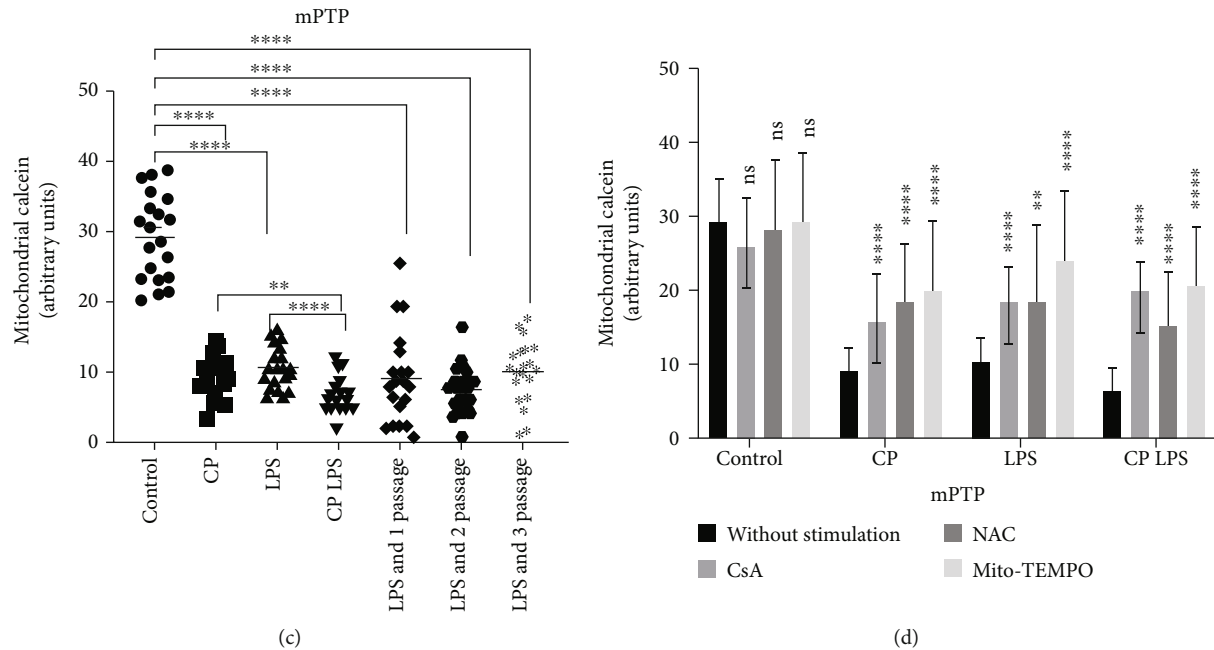 mPTP
****
****
****
****
****
**
****
50
40
30
20
10
0
Mitochondrial calcein
(arbitrary units)
Control
CP
LPS
CP LPS
LPS and 1 passage
LPS and 2 passage
LPS and 3 passage
(c)
50
40
30
20
10
0
Mitochondrial calcein
(arbitrary units)
ns
ns
ns
****
****
****
****
**
****
****
****
****
Control
CP
LPS
CP LPS
mPTP
Without stimulation
NAC
CsA
Mito-TEMPO
(d)